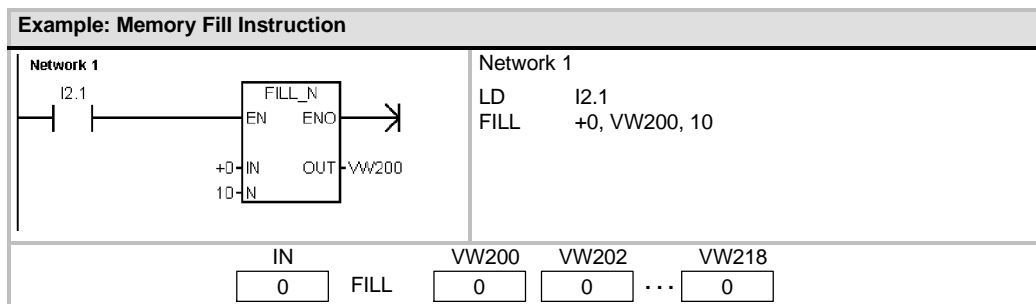 Example: Memory Fill Instruction
Network 1
I2.1
FILL_N
EN ENO
+0 IN OUT VW200
10 N
Network 1
LD I2.1
FILL +0, VW200, 10
IN VW200 VW202 VW218
0 FILL 0 0 ... 0